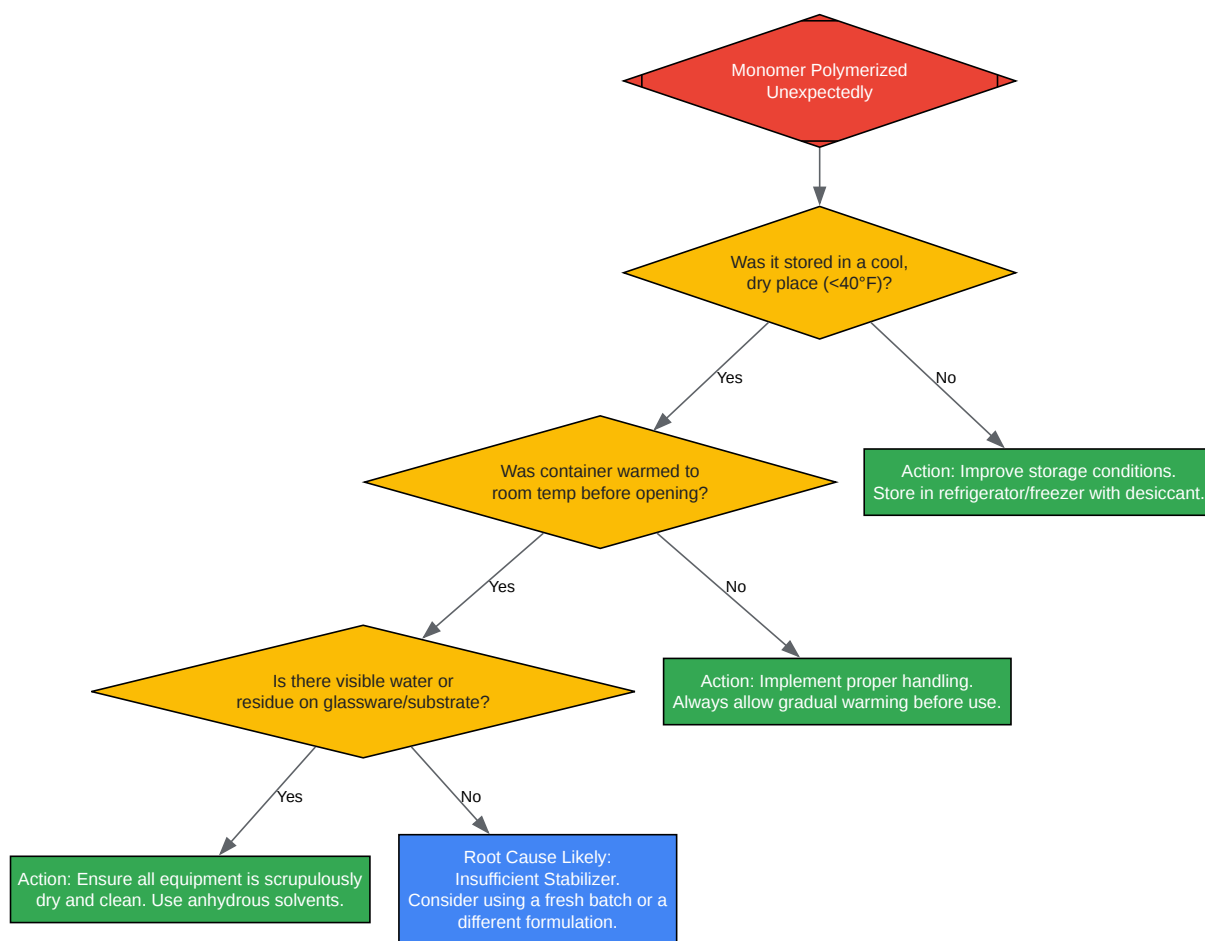 Monomer Polymerized
Unexpectedly
Was it stored in a cool,
dry place (<40°F)?
Yes
No
Was container warmed to
room temp before opening?
Action: Improve storage conditions.
Store in refrigerator/freezer with desiccant.
Yes
No
Is there visible water or
residue on glassware/substrate?
Action: Implement proper handling.
Always allow gradual warming before use.
Yes
No
Action: Ensure all equipment is scrupulously
dry and clean. Use anhydrous solvents.
Root Cause Likely:
Insufficient Stabilizer.
Consider using a fresh batch or a
different formulation.